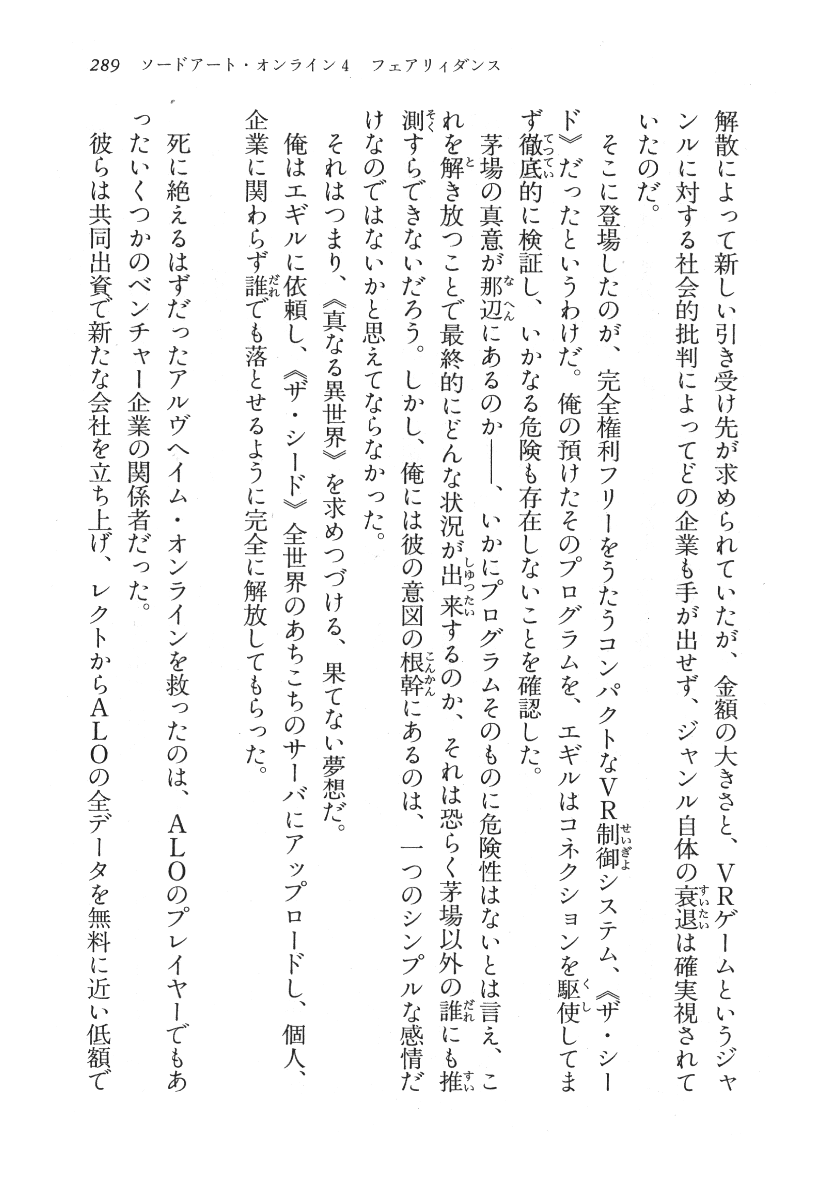 289 ソードアート・オンライン4 フェアリィダンス
解散によって新しい引き受け先が求められていたが、金額の大きさと、VRゲームというジャ
ンルに対する社会的批判によってどの企業も手が出せず、ジャンル自体の衰退は確実視されて
いたのだ。
そこに登場したのが、完全権利フリーをうたうコンパクトなVR制御システム、《ザ・シー
ド》だったというわけだ。俺の預けたそのプログラムを、エギルはコネクションを駆使してま
ず徹底的に検証し、いかなる危険も存在しないことを確認した。
茅場の真意が那辺にあるのか――、いかにプログラムそのものに危険性はないとは言え、こ
れを解き放つことで最終的にどんな状況が出来するのか、それは恐らく茅場以外の誰にも推
測すらできないだろう。しかし、俺には彼の意図の根幹にあるのは、一つのシンプルな感情だ
けなのではないかと思えてならなかった。
それはつまり、《真なる異世界》を求めつづける、果てない夢想だ。
俺はエギルに依頼し、《ザ・シード》全世界のあちこちのサーバにアップロードし、個人、
企業に関わらず誰でも落とせるように完全に解放してもらった。
死に絶えるはずだったアルヴヘイム・オンラインを救ったのは、ALOのプレイヤーでもあ
ったいくつかのベンチャー企業の関係者だった。
彼らは共同出資で新たな会社を立ち上げ、レクトからALOの全データを無料に近い低額で